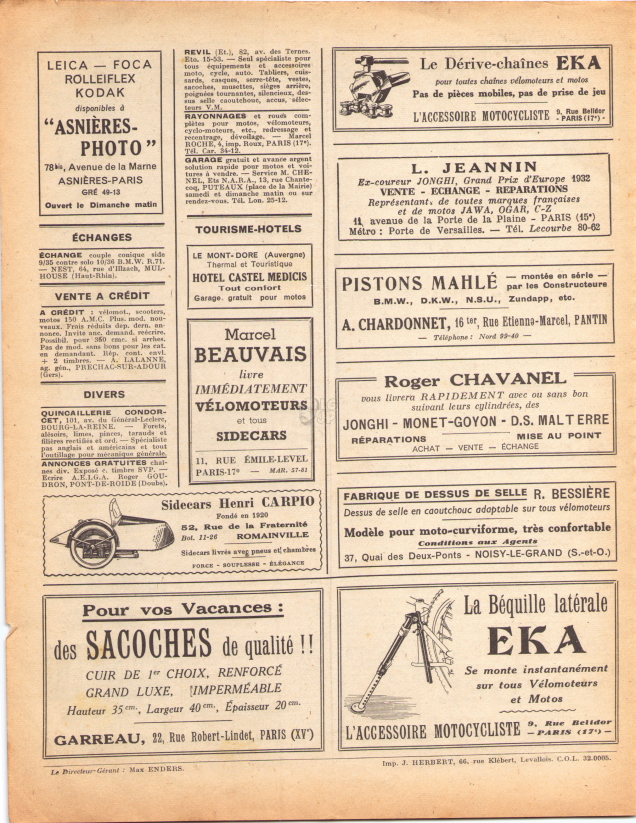 LEICA — FOCA
ROLLEIFLEX
KODAK
disponibles à
"ASNIÈRES-
PHOTO"
78 bis, Avenue de la Marne
ASNIÈRES-PARIS
GRÉ 49-13
Ouvert le Dimanche matin
ÉCHANGES
ÉCHANGE couple conique side
9/35 contre solo 10/36 B.M.W. R.71.
— NEST, 64, rue d'Illzach, MUL-
HOUSE (Haut-Rhin).
VENTE A CRÉDIT
A CRÉDIT : vélomot., scooters,
motos 150 A.M.C. Plus. mod. nou-
veaux. Frais réduits dep. dern. an-
nonce. Invite anc. demand. réécrire.
Possibil. pour 350 cmc. si arrhes.
Pas de mod. sans bons pour les cat.
en demandant. Rép. cont. envl.
+ 2 timbres. — A. LALANNE,
ag. gén., PRECHAC-SUR-ADOUR
(Gers).
DIVERS
QUINCAILLERIE CONDOR-
CET, 101, av. du Général-Leclerc,
BOURG-LA-REINE. — Forets,
alésoirs, limes, pinces, tarauds et
filières rectifiés et ord. — Spécialiste
pas anglais et américains et tout
l'outillage pour mécanique générale.
ANNONCES GRATUITES chaî-
nes div. Exposé c. timbre SVP. —
Ecrire A.E.I.G.A. Roger GOU-
DRON, PONT-DE-ROIDE (Doubs).
REVIL (Et.), 82, av. des Ternes.
Eto. 15-53. — Seul spécialiste pour
tous équipements et accessoires
moto, cycle, auto. Tabliers, cuis-
sards, casques, serre-tête, vestes,
sacoches, musettes, sièges arrière,
poignées tournantes, silencieux, des-
sus selle caoutchouc, accus, sélec-
teurs V.M.
RAYONNAGES et roues com-
plètes pour motos, vélomoteurs,
cyclo-moteurs, etc., redressage et
recentrage, dévoilage. — Marcel
ROCHE, 4, imp. Roux, PARIS (17e).
Tél. Car. 34-12.
GARAGE gratuit et avance argent
solution rapide pour motos et voi-
tures à vendre. — Service M. CHE-
NEL, Ets N.A.R.A., 13, rue Chante-
coq, PUTEAUX (place de la Mairie)
samedi et dimanche matin ou sur
rendez-vous. Tél. Lon. 25-12.
TOURISME-HOTELS
LE MONT-DORE (Auvergne)
Thermal et Touristique
HOTEL CASTEL MEDICIS
Tout confort
Garage gratuit pour motos
Marcel
BEAUVAIS
livre
IMMÉDIATEMENT
VÉLOMOTEURS
et tous
SIDECARS
11, RUE ÉMILE-LEVEL
PARIS-17e — MAR. 57-81
Sidecars Henri CARPIO
Fondé en 1920
52, Rue de la Fraternité
Bot. 11-26 ROMAINVILLE
Sidecars livrés avec pneus et chambres
FORCE - SOUPLESSE - ÉLÉGANCE
Le Dérive-chaînes EKA
pour toutes chaînes vélomoteurs et motos
Pas de pièces mobiles, pas de prise de jeu
L'ACCESSOIRE MOTOCYCLISTE 9, Rue Belidor
- PARIS (17e) -
L. JEANNIN
Ex-coureur JONGHI, Grand Prix d'Europe 1932
VENTE - ECHANGE - REPARATIONS
Représentant de toutes marques françaises
et de motos JAWA, OGAR, C-Z
11, avenue de la Porte de la Plaine - PARIS (15e)
Métro : Porte de Versailles. — Tél. Lecourbe 80-62
PISTONS MAHLÉ — montés en série —
par les Constructeurs
B.M.W., D.K.W., N.S.U., Zundapp, etc.
A. CHARDONNET, 16 ter, Rue Etienne-Marcel, PANTIN
— Téléphone : Nord 99-40 —
Roger CHAVANEL
vous livrera RAPIDEMENT avec ou sans bon
suivant leurs cylindrées, des
JONGHI - MONET-GOYON - D.S. MALTERRE
RÉPARATIONS MISE AU POINT
ACHAT — VENTE — ÉCHANGE
FABRIQUE DE DESSUS DE SELLE R. BESSIÈRE
Dessus de selle en caoutchouc adaptable sur tous vélomoteurs
Modèle pour moto-curviforme, très confortable
Conditions aux Agents
37, Quai des Deux-Ponts - NOISY-LE-GRAND (S.-et-O.)
Pour vos Vacances :
des SACOCHES de qualité !!
CUIR DE 1er CHOIX, RENFORCÉ
GRAND LUXE, IMPERMÉABLE
Hauteur 35 cm., Largeur 40 cm., Épaisseur 20 cm.
GARREAU, 22, Rue Robert-Lindet, PARIS (XVe)
La Béquille latérale
EKA
Se monte instantanément
sur tous Vélomoteurs
et Motos
L'ACCESSOIRE MOTOCYCLISTE 9, Rue Belidor
— PARIS (17e) —
Le Directeur-Gérant : Max ENDERS.
Imp. J. HERBERT, 66, rue Klébert, Levallois. C.O.L. 32.0005.